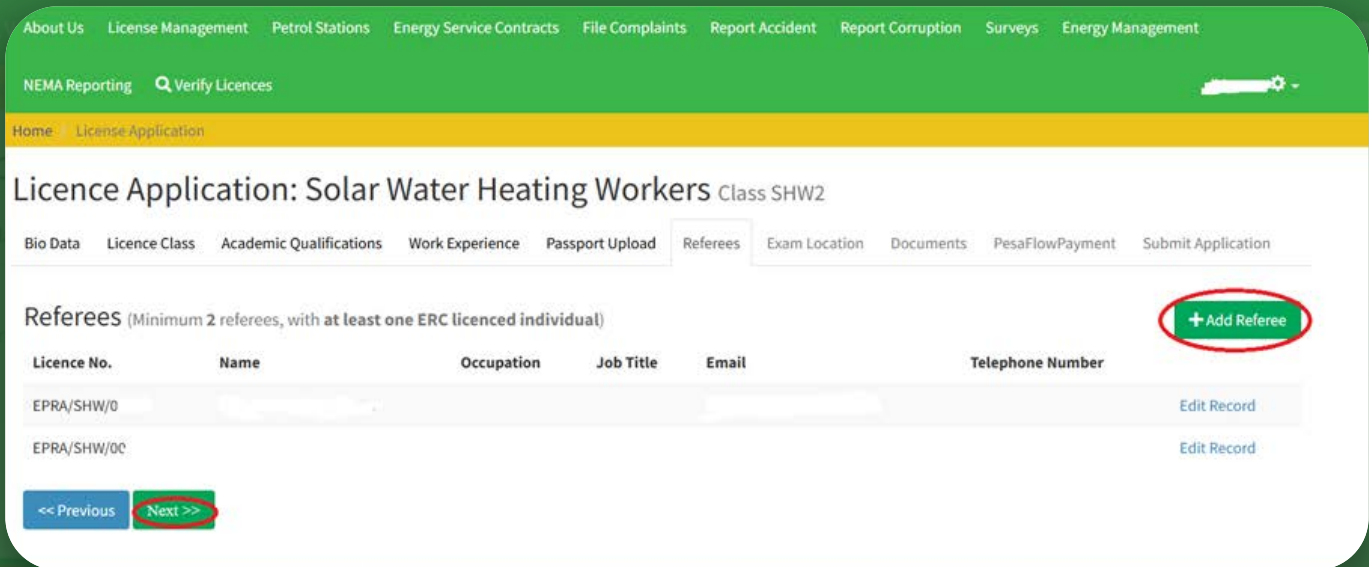 About Us License Management Petrol Stations Energy Service Contracts File Complaints Report Accident Report Corruption Surveys Energy Management
NEMA Reporting Verify Licences
Home License Application
Licence Application: Solar Water Heating Workers Class SHW2
Bio Data Licence Class Academic Qualifications Work Experience Passport Upload Referees Exam Location Documents PesaFlowPayment Submit Application
Referees (Minimum 2 referees, with at least one ERC licenced individual)
+ Add Referee
Licence No. Name Occupation Job Title Email Telephone Number
EPRA/SHW/0 Edit Record
EPRA/SHW/00 Edit Record
<< Previous Next >>